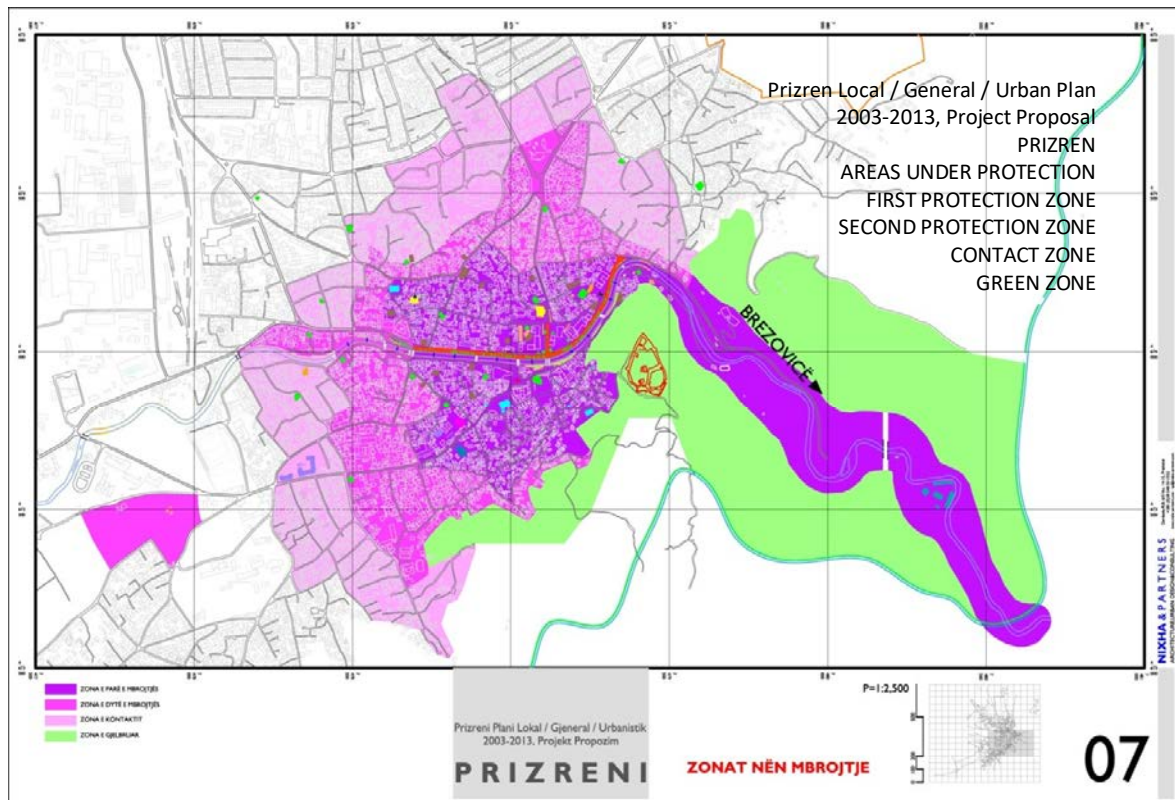 Prizren Local / General / Urban Plan
2003-2013, Project Proposal
PRIZREN
AREAS UNDER PROTECTION
FIRST PROTECTION ZONE
SECOND PROTECTION ZONE
CONTACT ZONE
GREEN ZONE
BREZOVICË
ZONA E PARË E MBROJTJËS
ZONA E DYTË E MBROJTJËS
ZONA E KONTAKTIT
ZONA E GJELBRUAR
Prizreni Plani Lokal / Gjeneral / Urbanistik
2003-2013, Projekt Propozim
PRIZRENI
ZONAT NËN MBROJTJE
P=1:2,500
07
NIXHA & PARTNERS